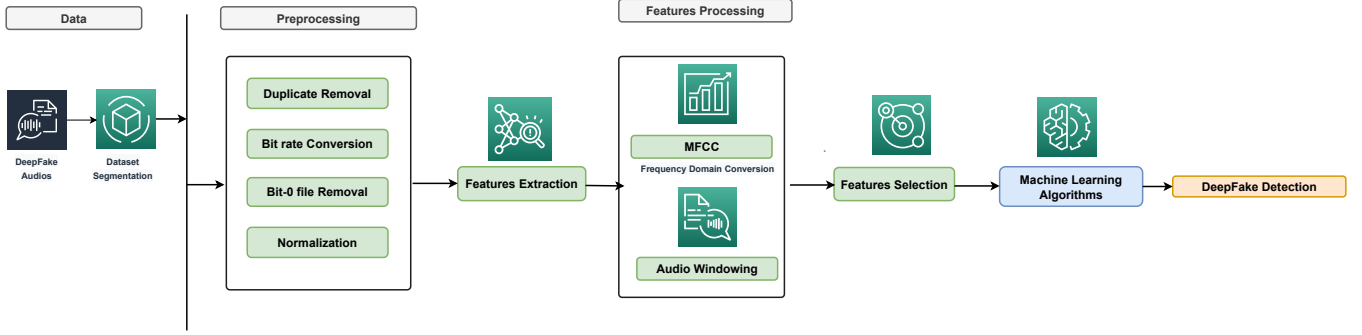 Data
Preprocessing
Features Processing
DeepFake
Audios
Dataset
Segmentation
Duplicate Removal
Bit rate Conversion
Bit-0 file Removal
Normalization
Features Extraction
MFCC
Frequency Domain Conversion
Audio Windowing
Features Selection
Machine Learning
Algorithms
DeepFake Detection